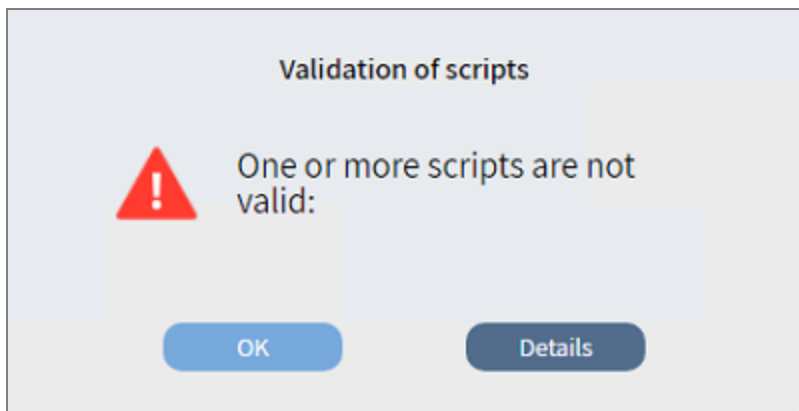 Validation of scripts
One or more scripts are not
valid:
OK
Details